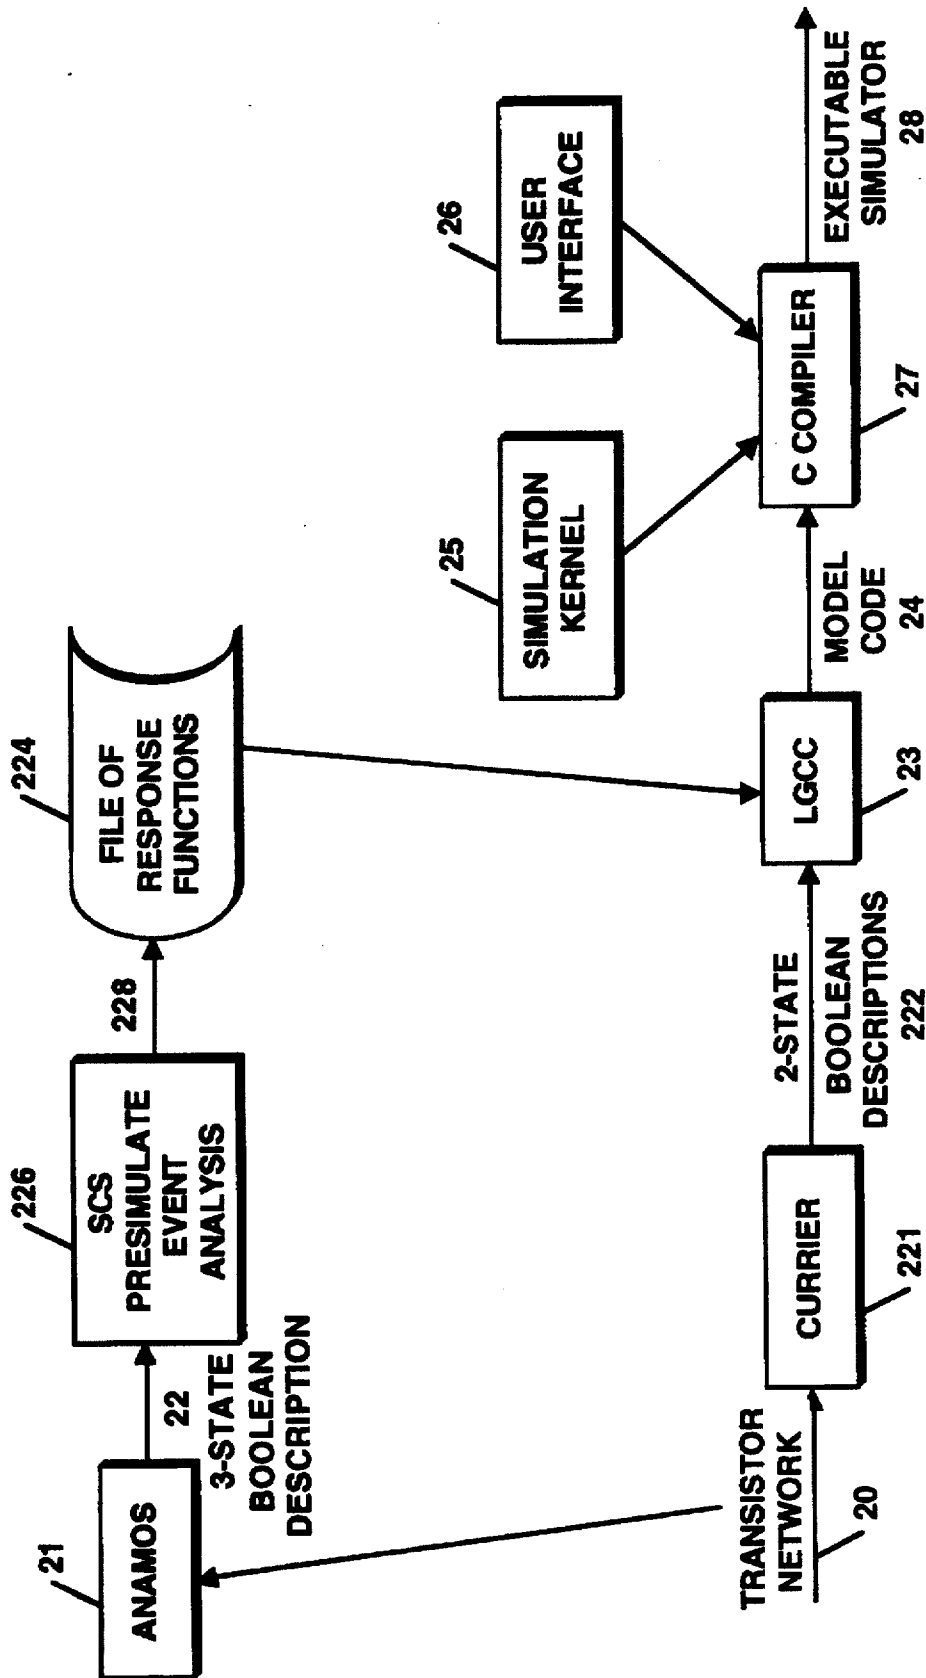 21
ANAMOS
22
3-STATE
BOOLEAN
DESCRIPTION
226
SCS
PRESIMULATE
EVENT
ANALYSIS
228
224
FILE OF
RESPONSE
FUNCTIONS
TRANSISTOR
NETWORK
20
CURRIER
221
2-STATE
BOOLEAN
DESCRIPTIONS
222
LGCC
23
MODEL
CODE
24
25
SIMULATION
KERNEL
26
USER
INTERFACE
C COMPILER
27
EXECUTABLE
SIMULATOR
28